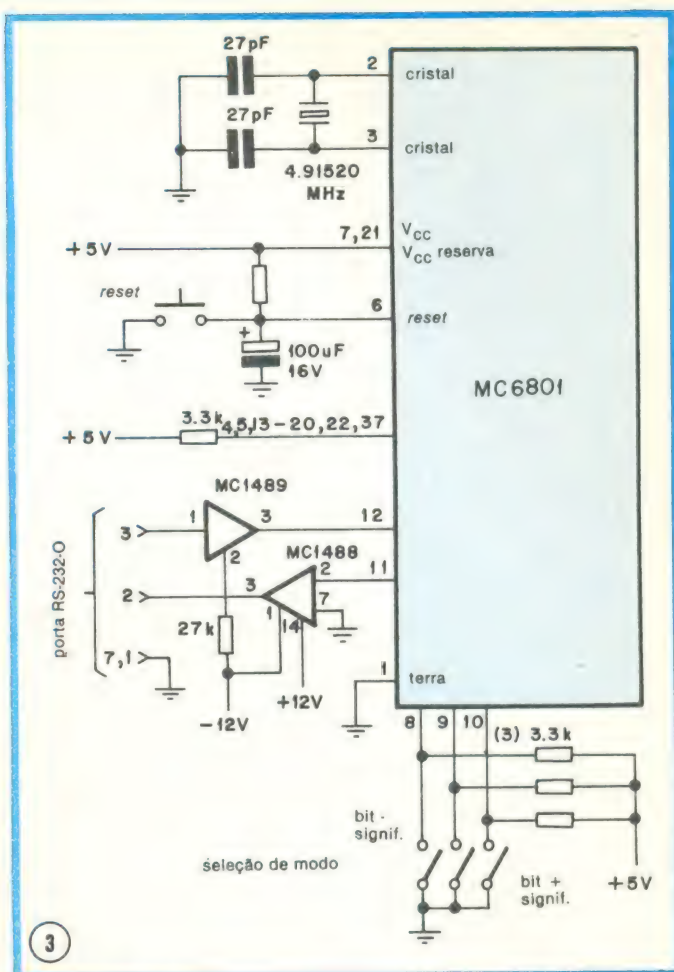 27pF
2
cristal
27pF
3
cristal
4.91520
MHz
+5V
7,21
Vcc
Vcc reserva
reset
6
reset
+
100uF
16V
MC6801
+5V
3.3k
4,5,13-20,22,37
MC1489
3
1
3
12
2
MC1488
2
11
porta RS-232-O
2
3
7
1
14
27k
7,1
-12V
+12V
1
terra
8
9
10
(3) 3.3k
bit -
signif.
seleção de modo
bit +
signif.
+5V
3